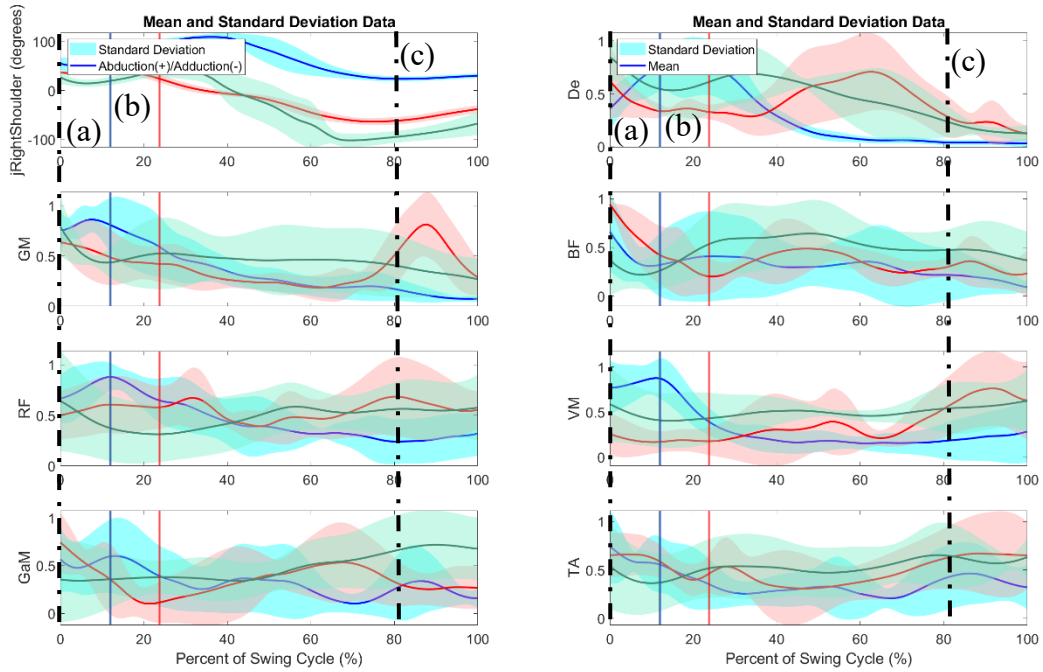 Mean and Standard Deviation Data
jRightShoulder (degrees)
100
0
-100
Standard Deviation
Abduction(+)/Adduction(-)
(a)
(b)
(c)
0 20 40 60 80 100
GM
1
0.5
0
0 20 40 60 80 100
RF
1
0.5
0
0 20 40 60 80 100
GaM
1
0.5
0
0 20 40 60 80 100
Percent of Swing Cycle (%)
Mean and Standard Deviation Data
De
1
0.5
0
Standard Deviation
Mean
(a)
(b)
(c)
0 20 40 60 80 100
BF
1
0.5
0
0 20 40 60 80 100
VM
1
0.5
0
0 20 40 60 80 100
TA
1
0.5
0
0 20 40 60 80 100
Percent of Swing Cycle (%)